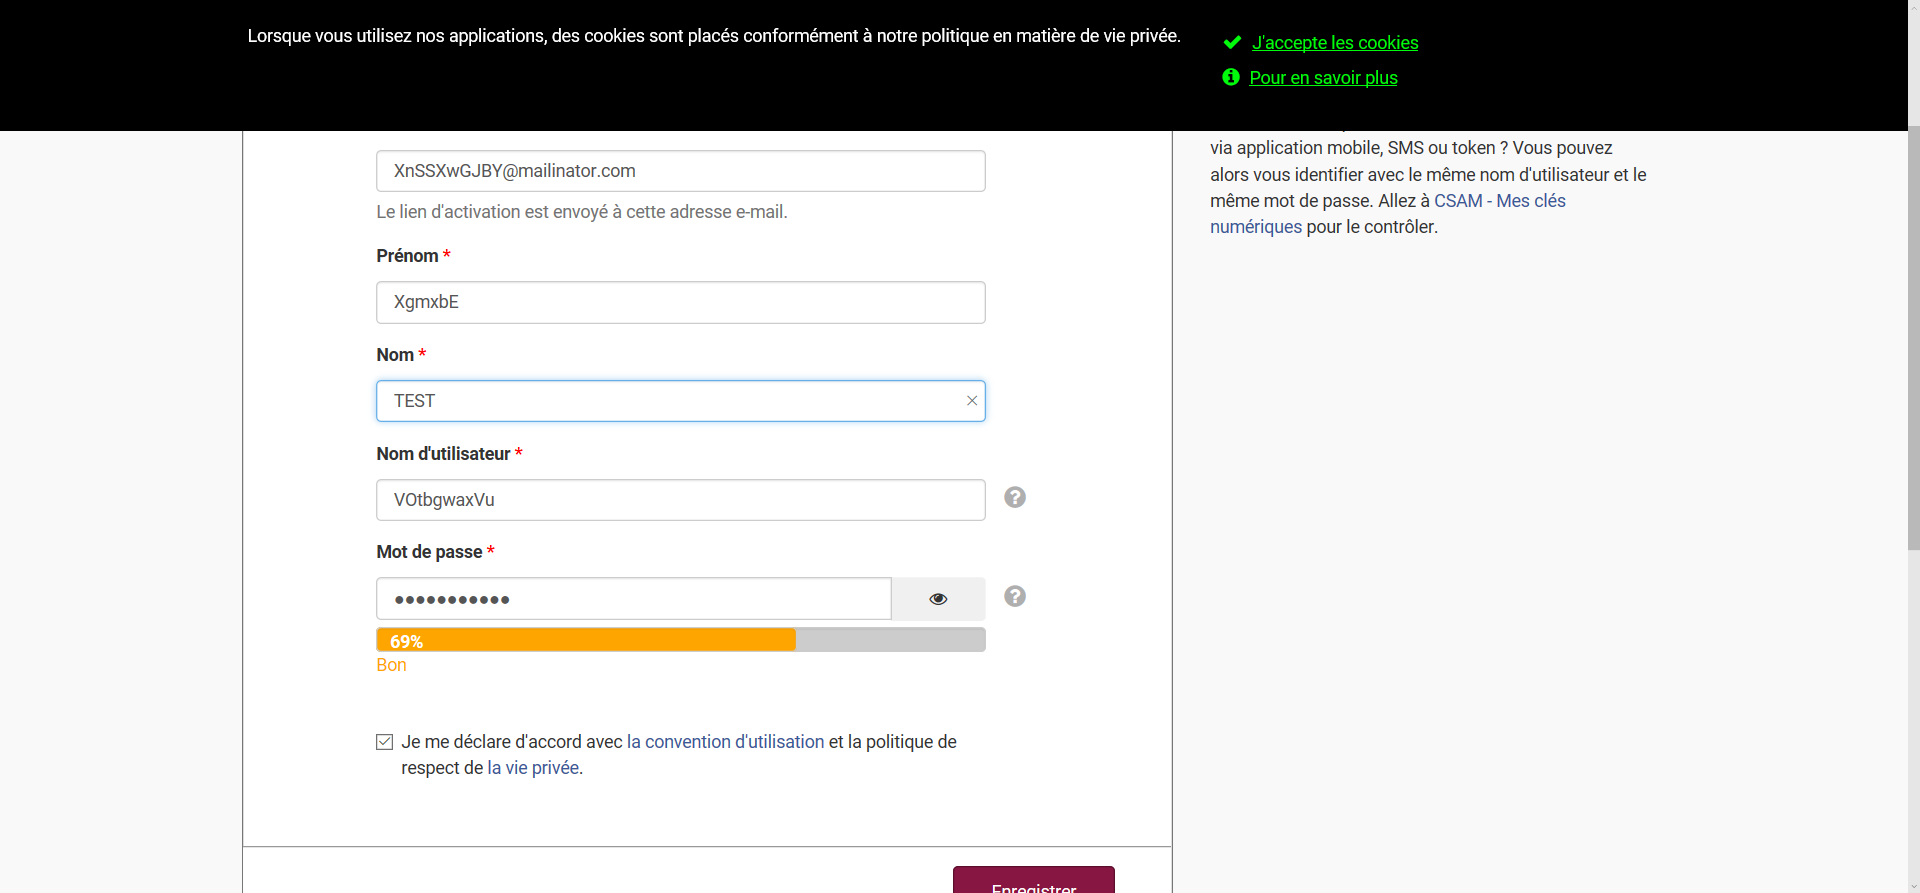 Lorsque vous utilisez nos applications, des cookies sont placés conformément à notre politique en matière de vie privée.
J'accepte les cookies
Pour en savoir plus
XnSSXwGJBY@mailinator.com
Le lien d'activation est envoyé à cette adresse e-mail.
Prénom *
XgmxbE
Nom *
TEST
Nom d'utilisateur *
VOtbgwaxVu
Mot de passe *
69%
Bon
Je me déclare d'accord avec la convention d'utilisation et la politique de
respect de la vie privée.
Enregistrer
via application mobile, SMS ou token ? Vous pouvez
alors vous identifier avec le même nom d'utilisateur et le
même mot de passe. Allez à CSAM - Mes clés
numériques pour le contrôler.